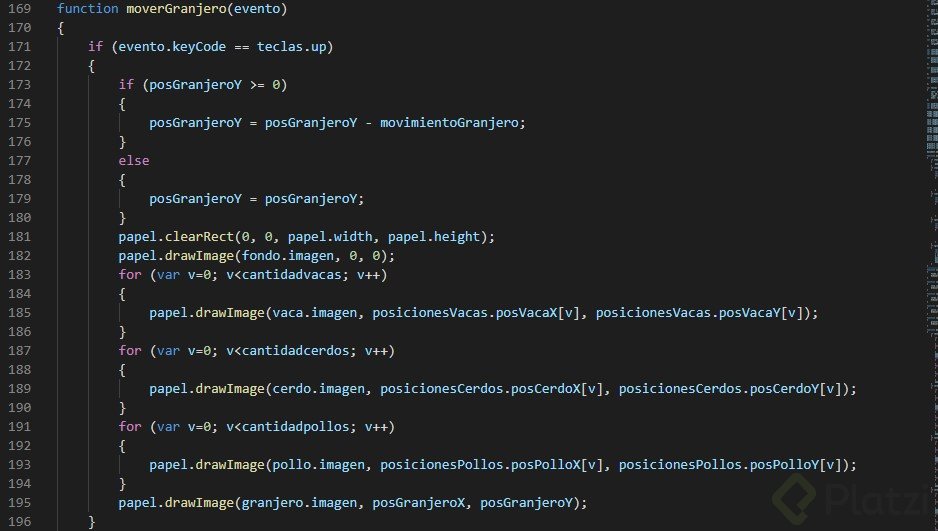 169 function moverGranjero(evento)
170 {
171 if (evento.keyCode == teclas.up)
172 {
173 if (posGranjeroY >= 0)
174 {
175 posGranjeroY = posGranjeroY - movimientoGranjero;
176 }
177 else
178 {
179 posGranjeroY = posGranjeroY;
180 }
181 papel.clearRect(0, 0, papel.width, papel.height);
182 papel.drawImage(fondo.imagen, 0, 0);
183 for (var v=0; v<cantidadvacas; v++)
184 {
185 papel.drawImage(vaca.imagen, posicionesVacas.posVacaX[v], posicionesVacas.posVacaY[v]);
186 }
187 for (var v=0; v<cantidadcerdos; v++)
188 {
189 papel.drawImage(cerdo.imagen, posicionesCerdos.posCerdoX[v], posicionesCerdos.posCerdoY[v]);
190 }
191 for (var v=0; v<cantidadpollos; v++)
192 {
193 papel.drawImage(pollo.imagen, posicionesPollos.posPolloX[v], posicionesPollos.posPolloY[v]);
194 }
195 papel.drawImage(granjero.imagen, posGranjeroX, posGranjeroY);
196 }
Platzi